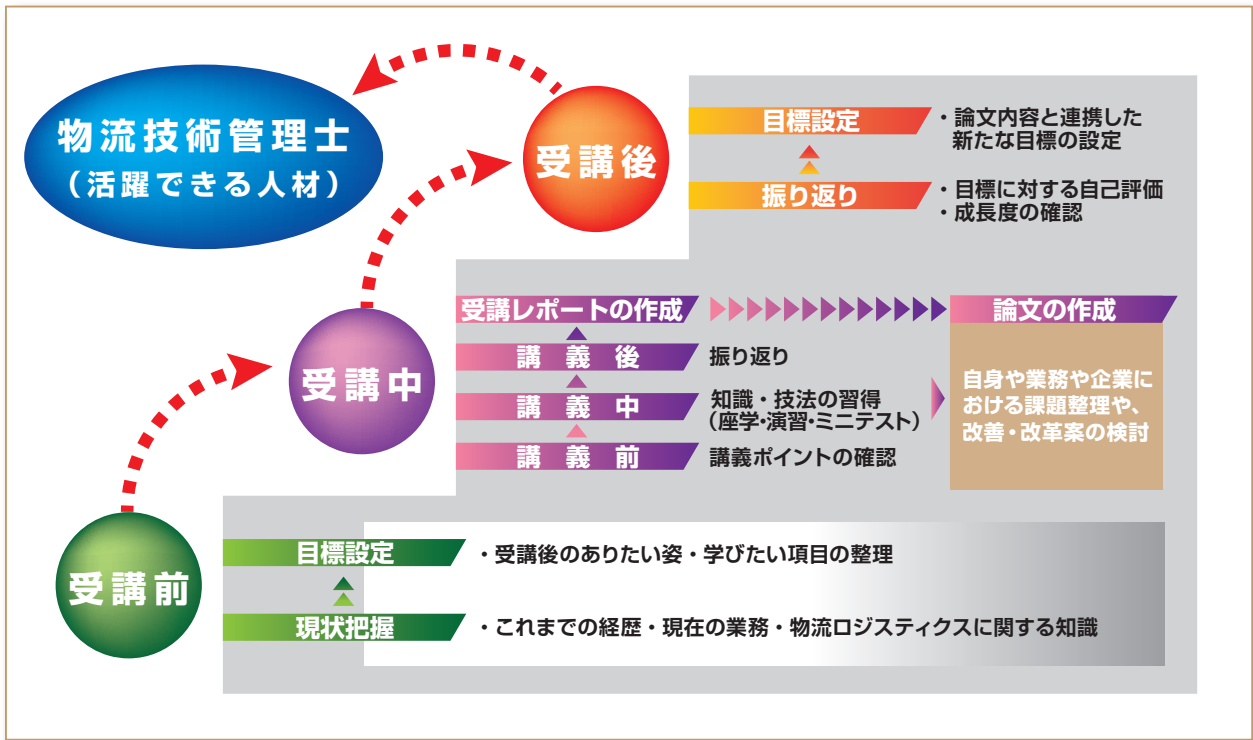 物流技術管理士
（活躍できる人材）
受講後
目標設定
・論文内容と連携した
新たな目標の設定
振り返り
・目標に対する自己評価
・成長度の確認
受講中
受講レポートの作成
論文の作成
講義後
振り返り
講義中
知識・技法の習得
（座学・演習・ミニテスト）
講義前
講義ポイントの確認
自身や業務や企業に
おける課題整理や、
改善・改革案の検討
受講前
目標設定
・受講後のありたい姿・学びたい項目の整理
現状把握
・これまでの経歴・現在の業務・物流ロジスティクスに関する知識